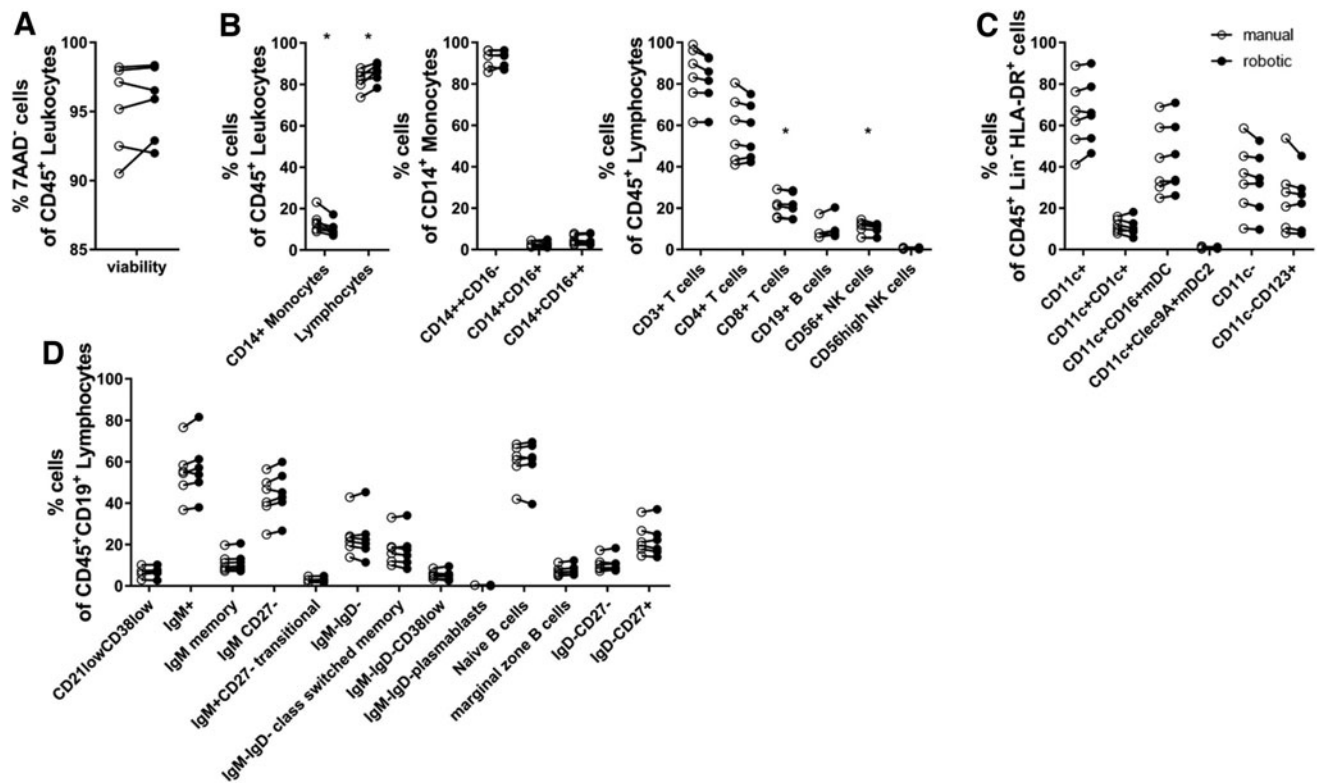 A
% 7AAD- cells
of CD45+ Leukocytes
100
95
90
85
viability
B
% cells
of CD45+ Leukocytes
100
80
60
40
20
0
*
*
CD14+ Monocytes
Lymphocytes
% cells
of CD14+ Monocytes
100
80
60
40
20
0
CD14++CD16-
CD14+CD16+
CD14+CD16++
% cells
of CD45+ Lymphocytes
100
80
60
40
20
0
*
*
CD3+ T cells
CD4+ T cells
CD8+ T cells
CD19+ B cells
CD56+ NK cells
CD56high NK cells
C
% cells
of CD45+ Lin- HLA-DR+ cells
100
80
60
40
20
0
manual
robotic
CD11c+
CD11c+CD1c+
CD11c+CD16+mDC
CD11c+Clec9A+mDC2
CD11c-
CD11c-CD123+
D
% cells
of CD45+CD19+ Lymphocytes
100
80
60
40
20
0
CD21lowCD38low
IgM+
IgM memory
IgM CD27-
IgM+CD27- transitional
IgM-IgD-
IgM-IgD- class switched memory
IgM-IgD-CD38low
IgM-IgD-plasmablasts
Naive B cells
marginal zone B cells
IgD-CD27-
IgD-CD27+